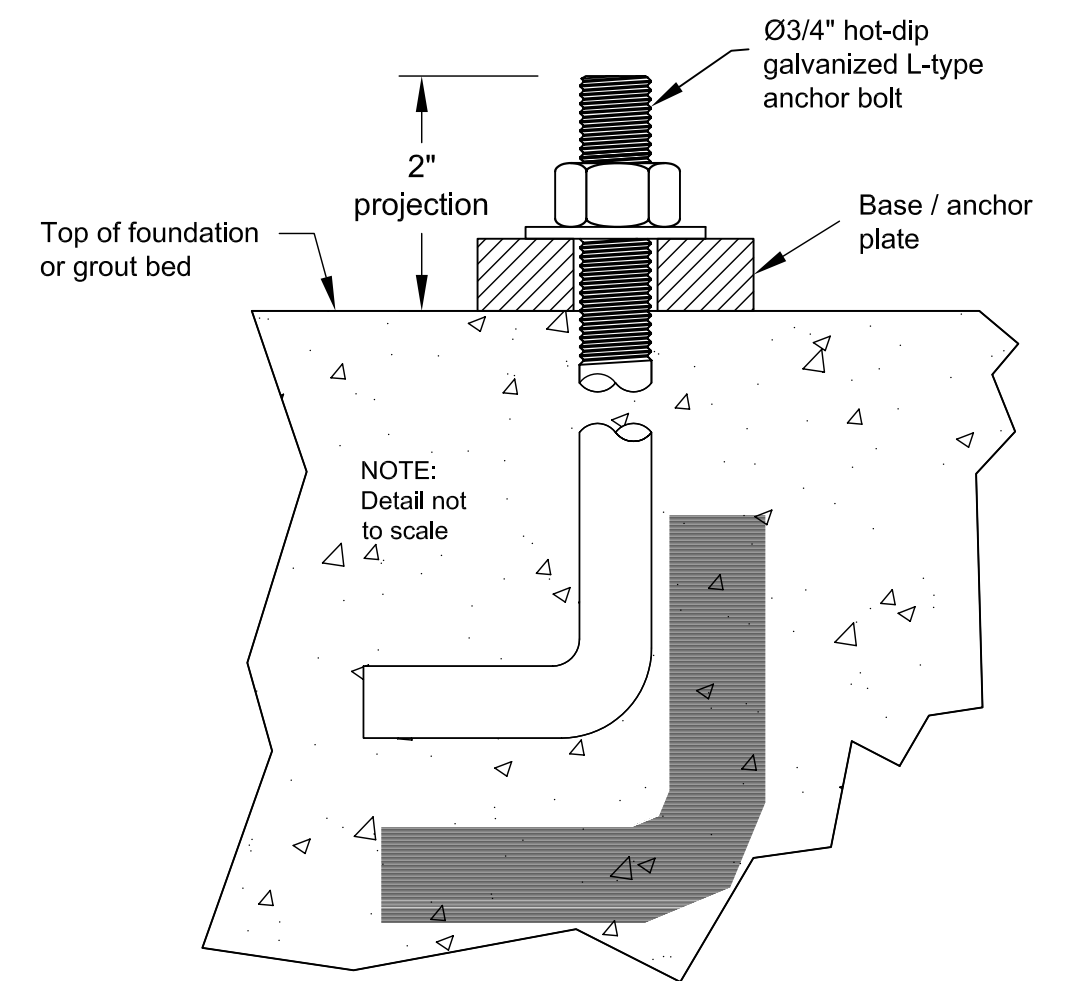 Ø3/4" hot-dip
galvanized L-type
anchor bolt
2"
projection
Base / anchor
plate
Top of foundation
or grout bed
NOTE:
Detail not
to scale